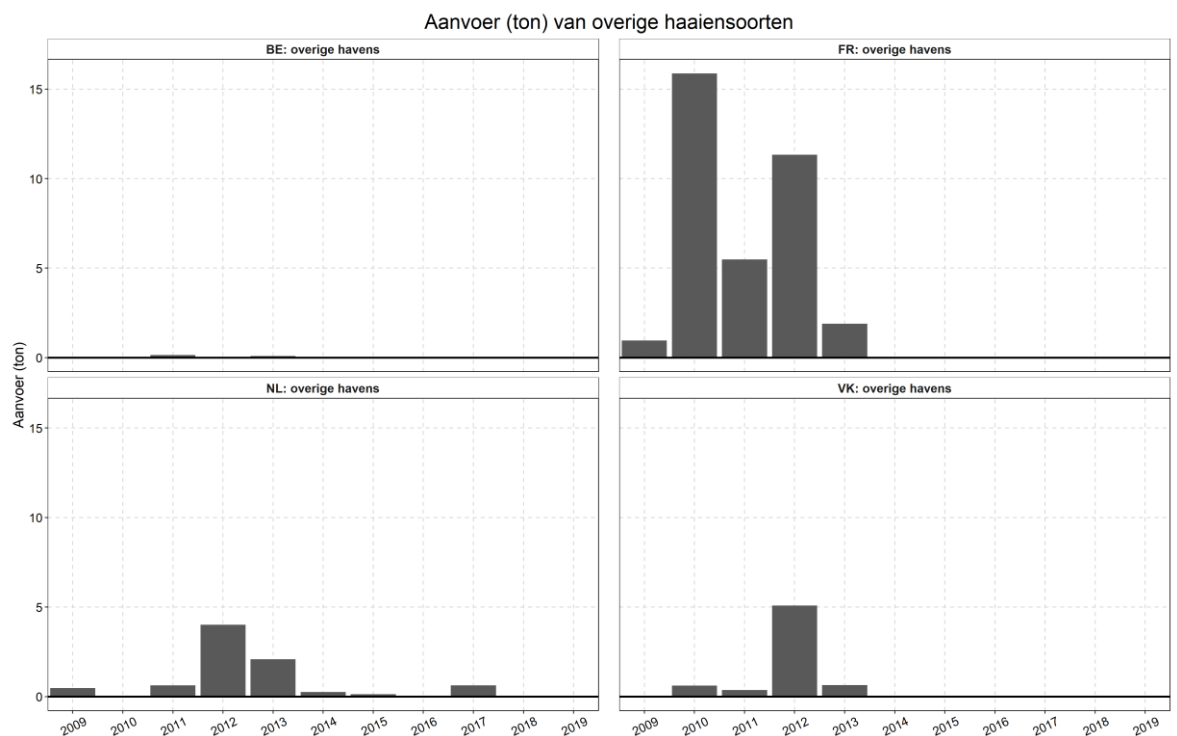 Aanvoer (ton) van overige haaiensoorten
BE: overige havens
FR: overige havens
15
10
5
0
NL: overige havens
VK: overige havens
Aanvoer (ton)
15
10
5
0
2009 2010 2011 2012 2013 2014 2015 2016 2017 2018 2019
2009 2010 2011 2012 2013 2014 2015 2016 2017 2018 2019